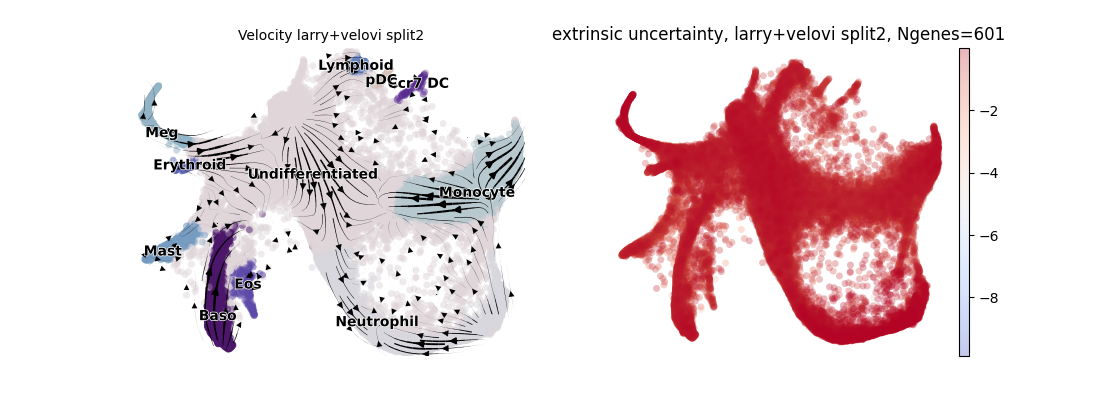 Velocity larry+velovi split2
Lymphoid
pDC
Ccr7 DC
Meg
Erythroid
Undifferentiated
Monocyte
Mast
Eos
Baso
Neutrophil
extrinsic uncertainty, larry+velovi split2, Ngenes=601
−2
−4
−6
−8